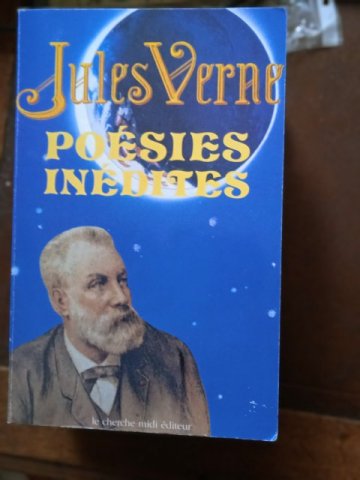 Jules Verne
POÉSIES
INÉDITES
le cherche midi éditeur